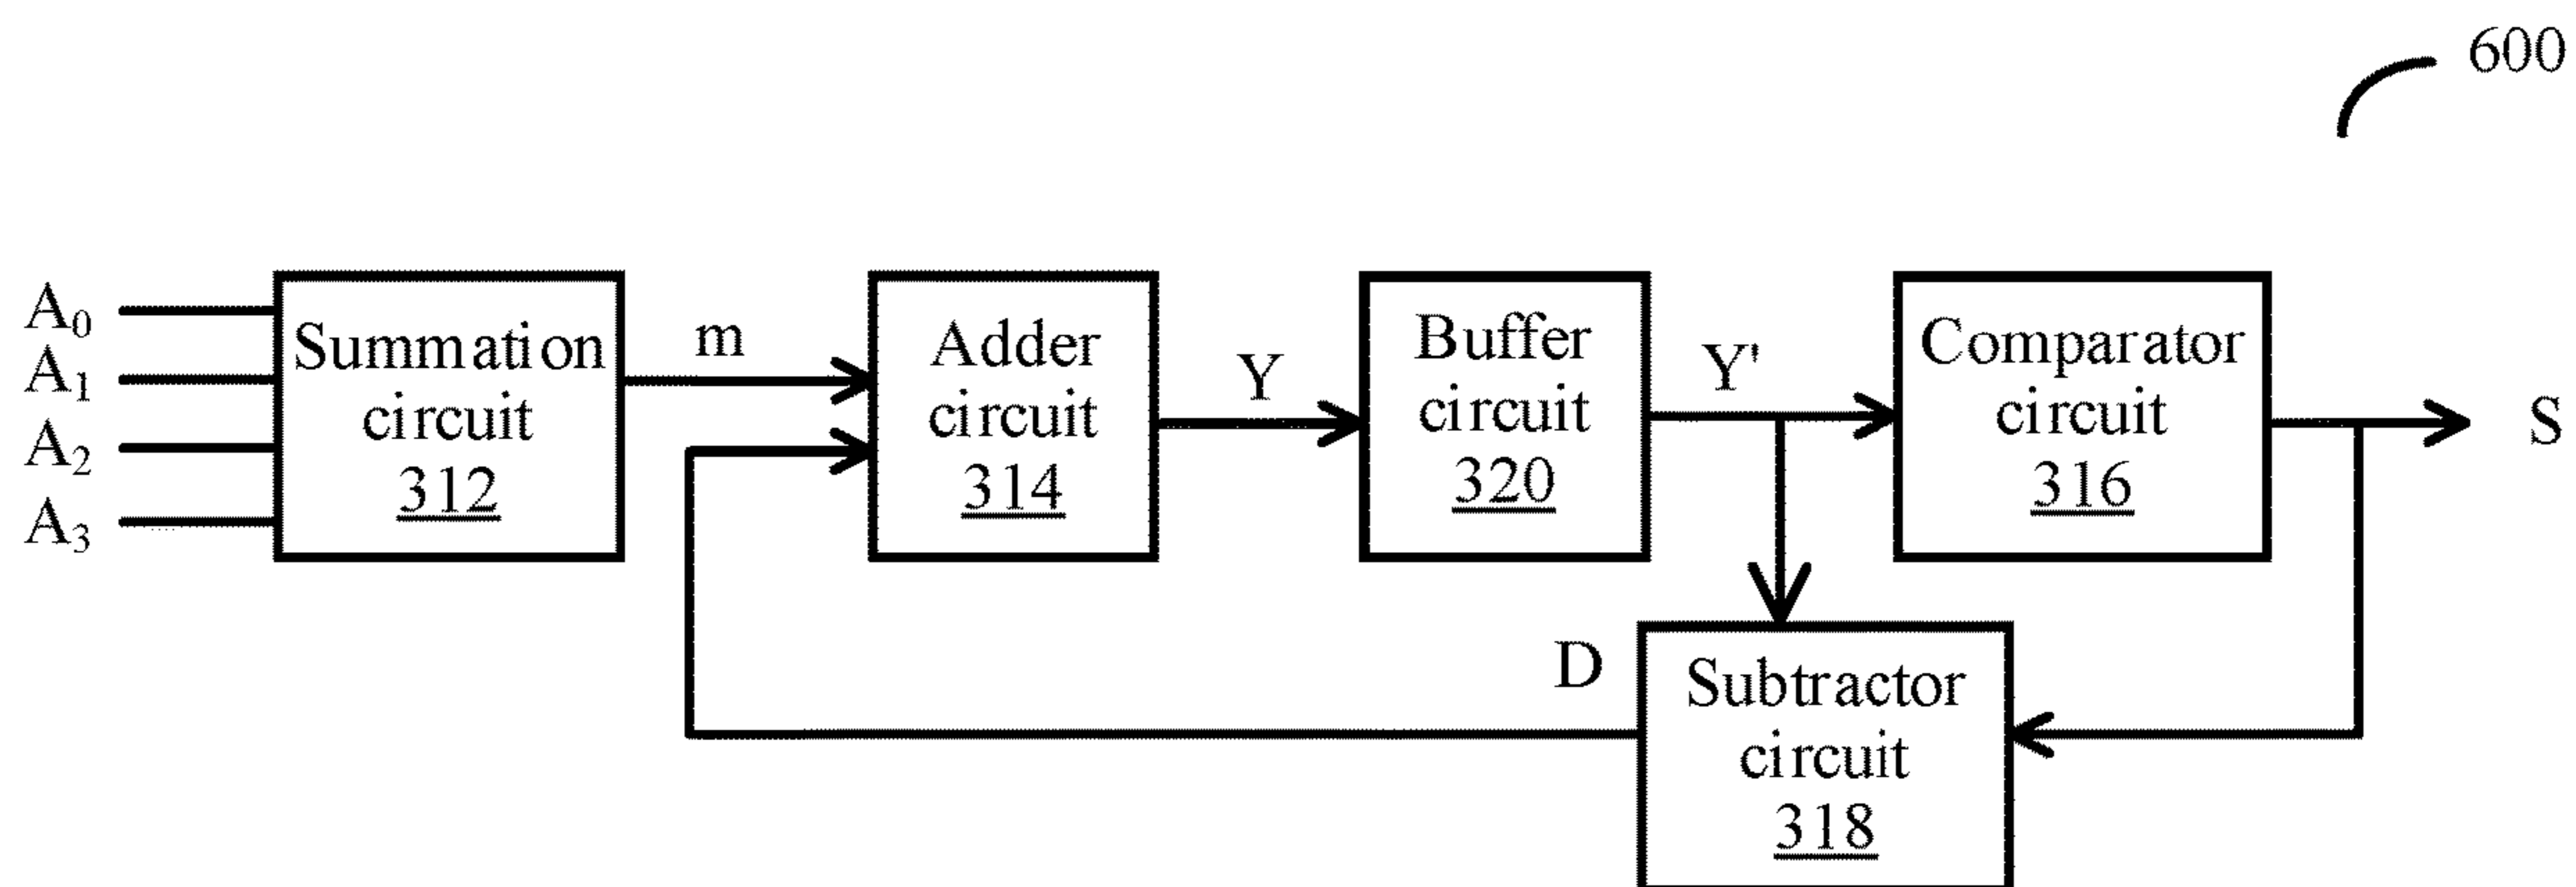 600
A0
A1
A2
A3
Summation
circuit
312
m
Adder
circuit
314
Y
Buffer
circuit
320
Y'
Comparator
circuit
316
S
D
Subtractor
circuit
318